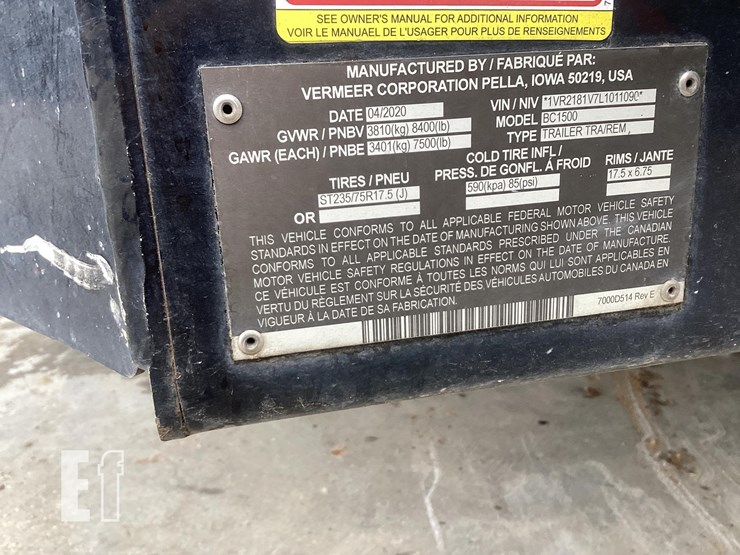 SEE OWNER'S MANUAL FOR ADDITIONAL INFORMATION
VOIR LE MANUAEL DE L'USAGER POUR PLUS DE RENSEIGNEMENTS
MANUFACTURED BY / FABRIQUÉ PAR:
VERMEER CORPORATION PELLA, IOWA 50219, USA
DATE 04/2020 VIN / NIV *1VR2181V7L1011090*
GVWR / PNBV 3810(kg) 8400(lb) MODEL BC1500
GAWR (EACH) / PNBE 3401(kg) 7500(lb) TYPE TRAILER TRA/REM
TIRES / PNEU COLD TIRE INFL / PRESS. DE GONFL. À FROID RIMS / JANTE
ST235/75R17.5 (J) 590(kpa) 85(psi) 17.5 x 6.75
OR
THIS VEHICLE CONFORMS TO ALL APPLICABLE FEDERAL MOTOR VEHICLE SAFETY
STANDARDS IN EFFECT ON THE DATE OF MANUFACTURING SHOWN ABOVE. THIS VEHICLE
CONFORMS TO ALL APPLICABLE STANDARDS PRESCRIBED UNDER THE CANADIAN
MOTOR VEHICLE SAFETY REGULATIONS IN EFFECT ON THE DATE OF MANUFACTURE.
CE VÉHICULE EST CONFORME À TOUTES LES NORMS QUI LUI SONT APPLICABLES EN
VERTU DU RÈGLEMENT SUR LA SÉCURITÉ DES VÉHICULES AUTOMOBILES DU CANADA EN
VIGUEUR À LA DATE DE SA FABRICATION.
7000D514 Rev E
Ef